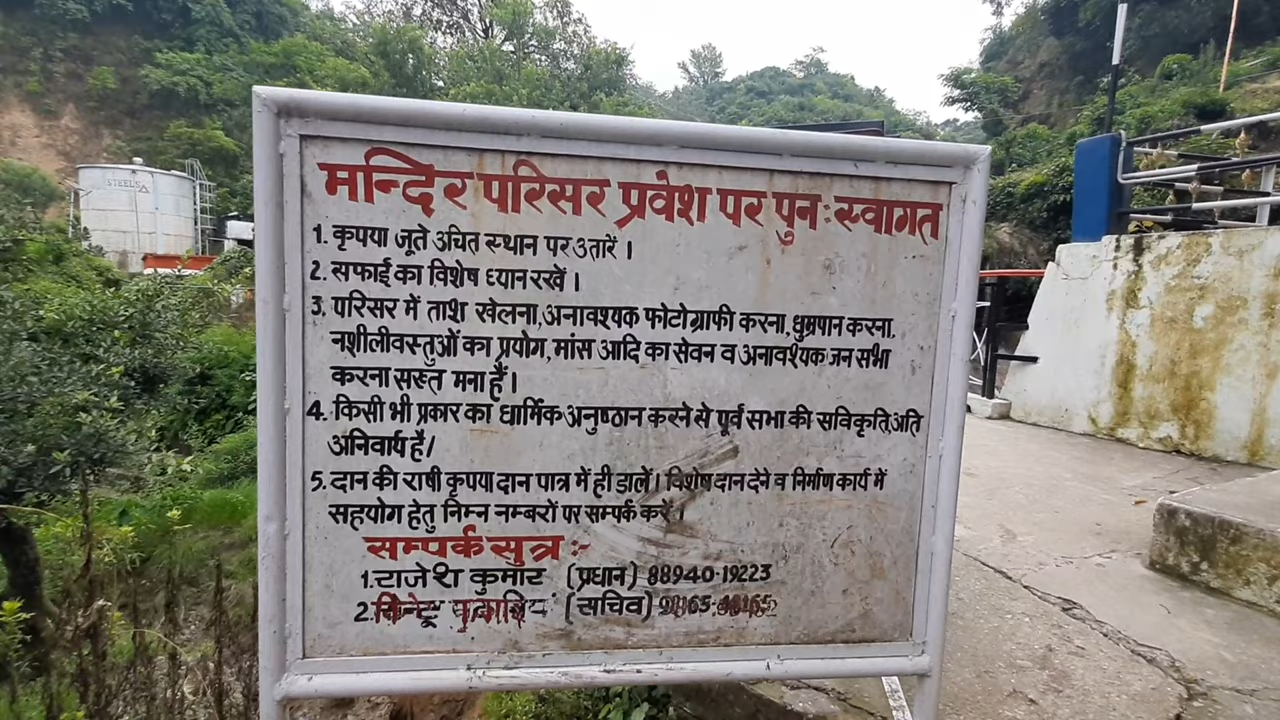 STEELS
मन्दिर परिसर प्रवेश पर पुनः स्वागत
1. कृपया जूते उचित स्थान पर उतारें ।
2. सफाई का विशेष ध्यान रखें ।
3. परिसर में ताश खेलना, अनावश्यक फोटोग्राफी करना, धुम्रपान करना,
नशीली वस्तुओं का प्रयोग, मांस आदि का सेवन व अनावश्यक जन सभा
करना सख्त मना हैं ।
4. किसी भी प्रकार का धार्मिक अनुष्ठान करने से पूर्व सभा की सविकृति, अति
अनिवार्य हैं/
5. दान की राषी कृपया दान पात्र में ही डालें । विशेष दान देने व निर्माण कार्य में
सहयोग हेतु निम्न नम्बरों पर सम्पर्क करें ।
सम्पर्क सुत्र :-
1. राजेश कुमार (प्रधान) 88940-19223
2. (सचिव)